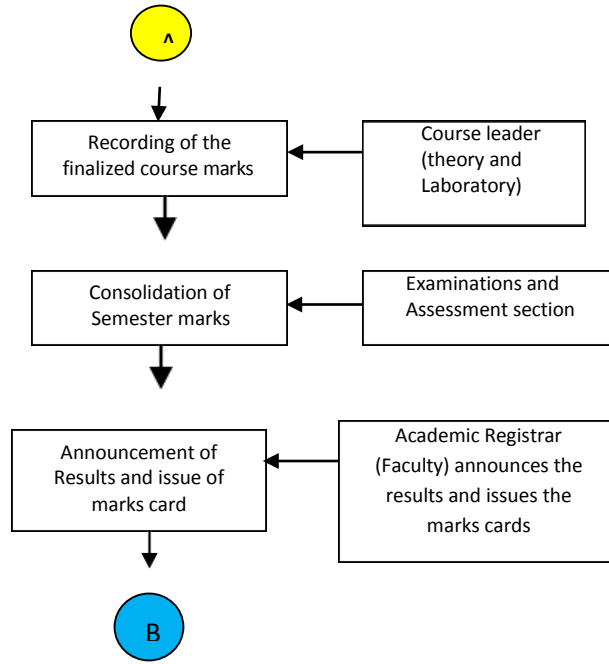 A
Recording of the
finalized course marks
Course leader
(theory and
Laboratory)
Consolidation of
Semester marks
Examinations and
Assessment section
Announcement of
Results and issue of
marks card
Academic Registrar
(Faculty) announces the
results and issues the
marks cards
B